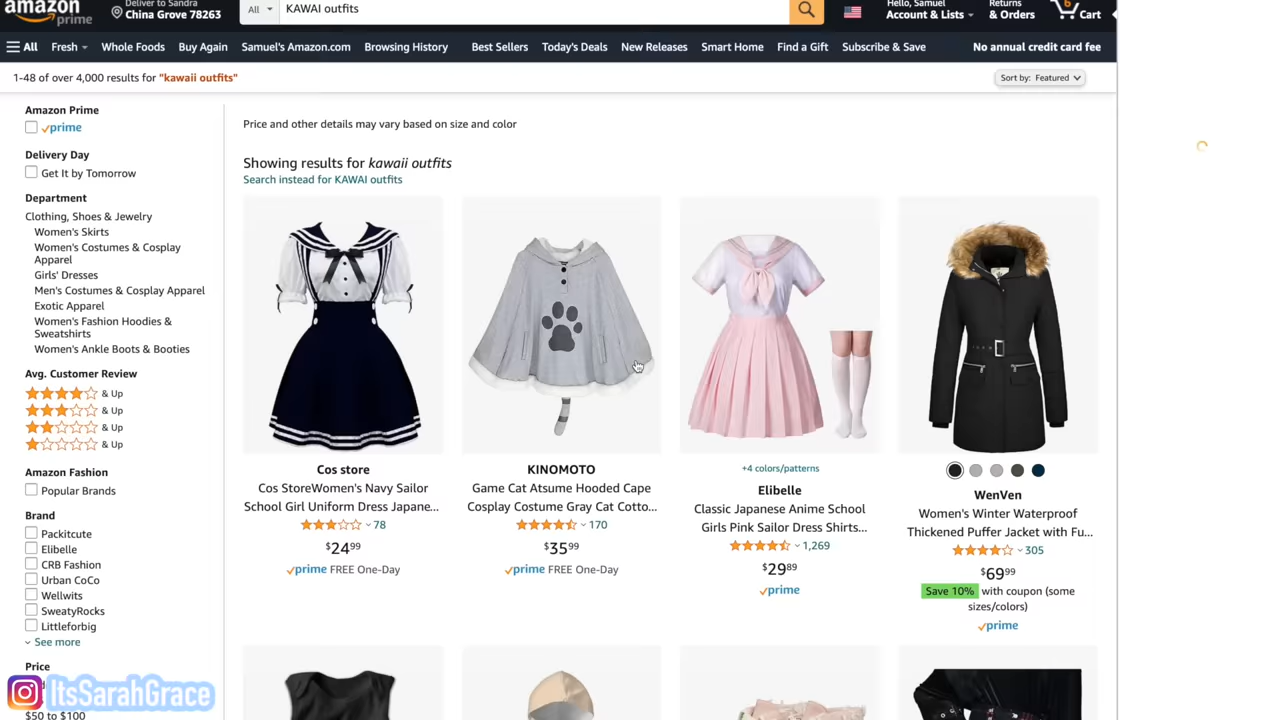 amazon
prime
Deliver to Sandra
China Grove 78263
All
KAWAI outfits
Hello, Samuel
Account & Lists
Returns
& Orders
6
Cart
All
Fresh
Whole Foods
Buy Again
Samuel's Amazon.com
Browsing History
Best Sellers
Today's Deals
New Releases
Smart Home
Find a Gift
Subscribe & Save
No annual credit card fee
1-48 of over 4,000 results for "kawaii outfits"
Sort by: Featured
Amazon Prime
prime
Delivery Day
Get It by Tomorrow
Department
Clothing, Shoes & Jewelry
Women's Skirts
Women's Costumes & Cosplay
Apparel
Girls' Dresses
Men's Costumes & Cosplay Apparel
Exotic Apparel
Women's Fashion Hoodies &
Sweatshirts
Women's Ankle Boots & Booties
Avg. Customer Review
& Up
& Up
& Up
& Up
Amazon Fashion
Popular Brands
Brand
Packitcute
Elibelle
CRB Fashion
Urban CoCo
Wellwits
SweatyRocks
Littleforbig
See more
Price
$50 to $100
Price and other details may vary based on size and color
Showing results for kawaii outfits
Search instead for KAWAI outfits
Cos store
Cos StoreWomen's Navy Sailor
School Girl Uniform Dress Japane...
78
$24 99
prime FREE One-Day
KINOMOTO
Game Cat Atsume Hooded Cape
Cosplay Costume Gray Cat Cotto...
170
$35 99
prime FREE One-Day
+4 colors/patterns
Elibelle
Classic Japanese Anime School
Girls Pink Sailor Dress Shirts...
1,269
$29 89
prime
WenVen
Women's Winter Waterproof
Thickened Puffer Jacket with Fu...
305
$69 99
Save 10% with coupon (some
sizes/colors)
prime
ItsSarahGrace